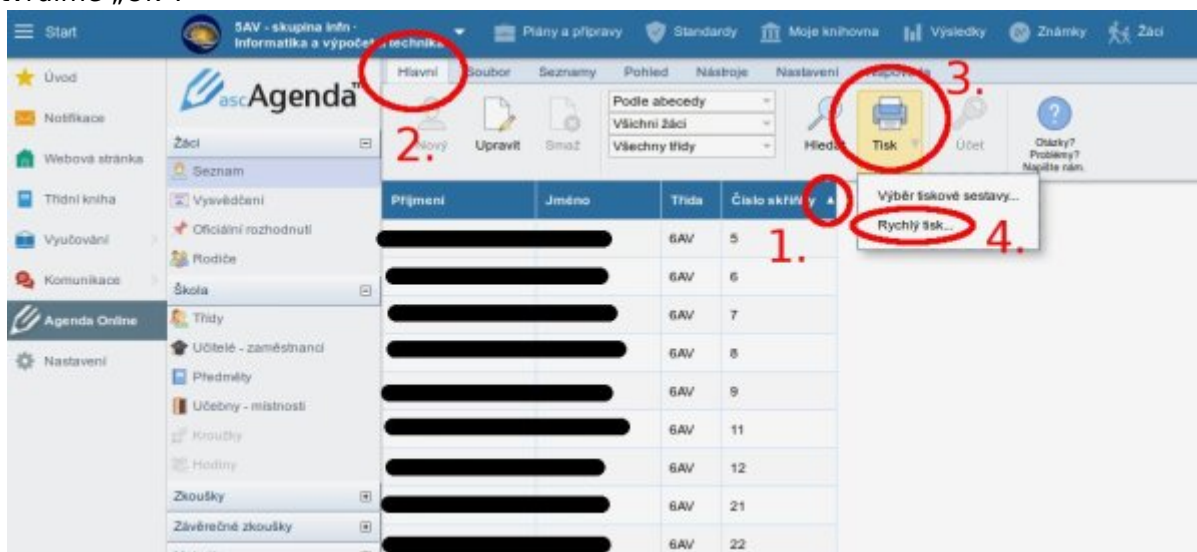 Start
5AV - skupina infn -
Informatika a výpočet technika
Plány a přípravy
Standardy
Moje knihovna
Výsledky
Známky
Žáci
Úvod
Notifikace
Webová stránka
Třídní kniha
Vyučování
Komunikace
Agenda Online
Nastavení
ascAgenda™
Žáci
Seznam
Vysvědčení
Oficiální rozhodnutí
Rodiče
Škola
Třídy
Učitelé - zaměstnanci
Předměty
Učebny - místnosti
Kroužky
Hodiny
Zkoušky
Závěrečné zkoušky
Hlavní
Soubor
Seznamy
Pohled
Nástroje
Nastavení
Nápověda
2.
3.
Nový
Upravit
Smaž
Podle abecedy
Všichni žáci
Všechny třídy
Hledat
Tisk
Účet
Otázky?
Problémy?
Napište nám.
Výběr tiskové sestavy...
Rychlý tisk...
1.
4.
Příjmení Jméno Třída Číslo skříňky
6AV 5
6AV 6
6AV 7
6AV 8
6AV 9
6AV 11
6AV 12
6AV 21
6AV 22